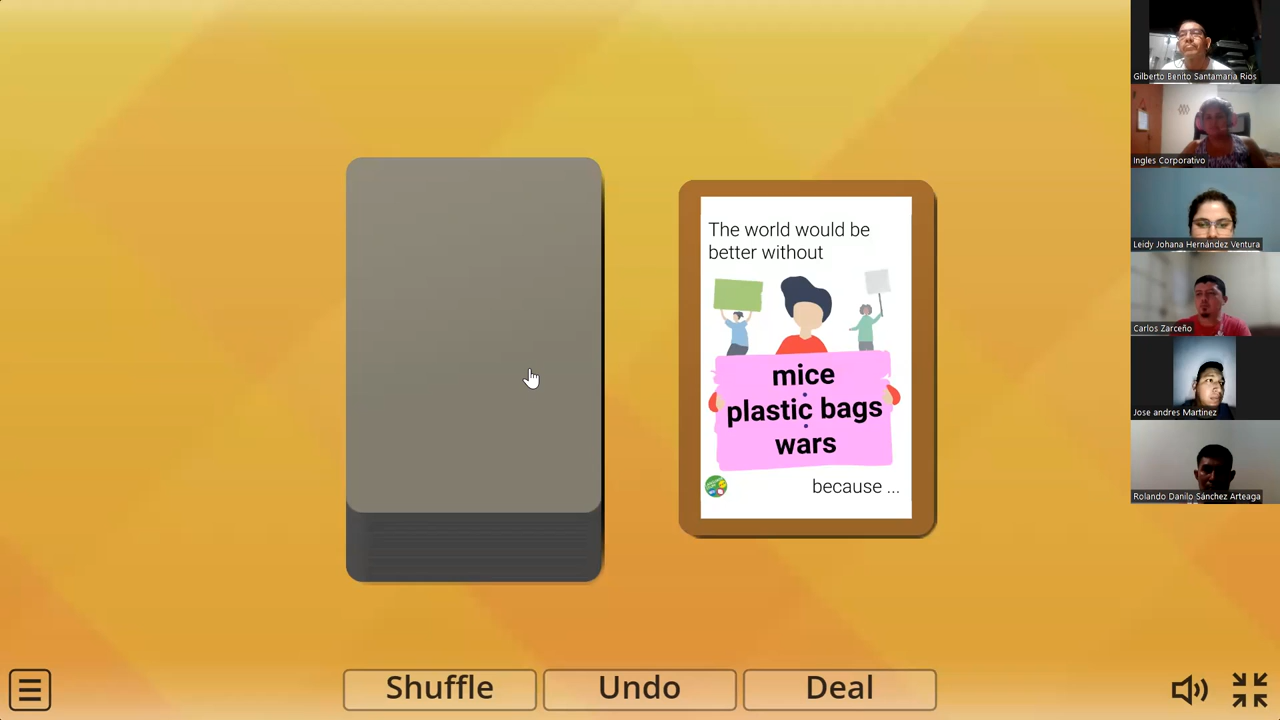 The world would be
better without
mice
plastic bags
wars
because ...
Shuffle
Undo
Deal
Gilberto Benito Santamaria Rios
Ingles Corporativo
Leidy Johana Hernández Ventura
Carlos Zarceño
Jose andres Martinez
Rolando Danilo Sánchez Arteaga